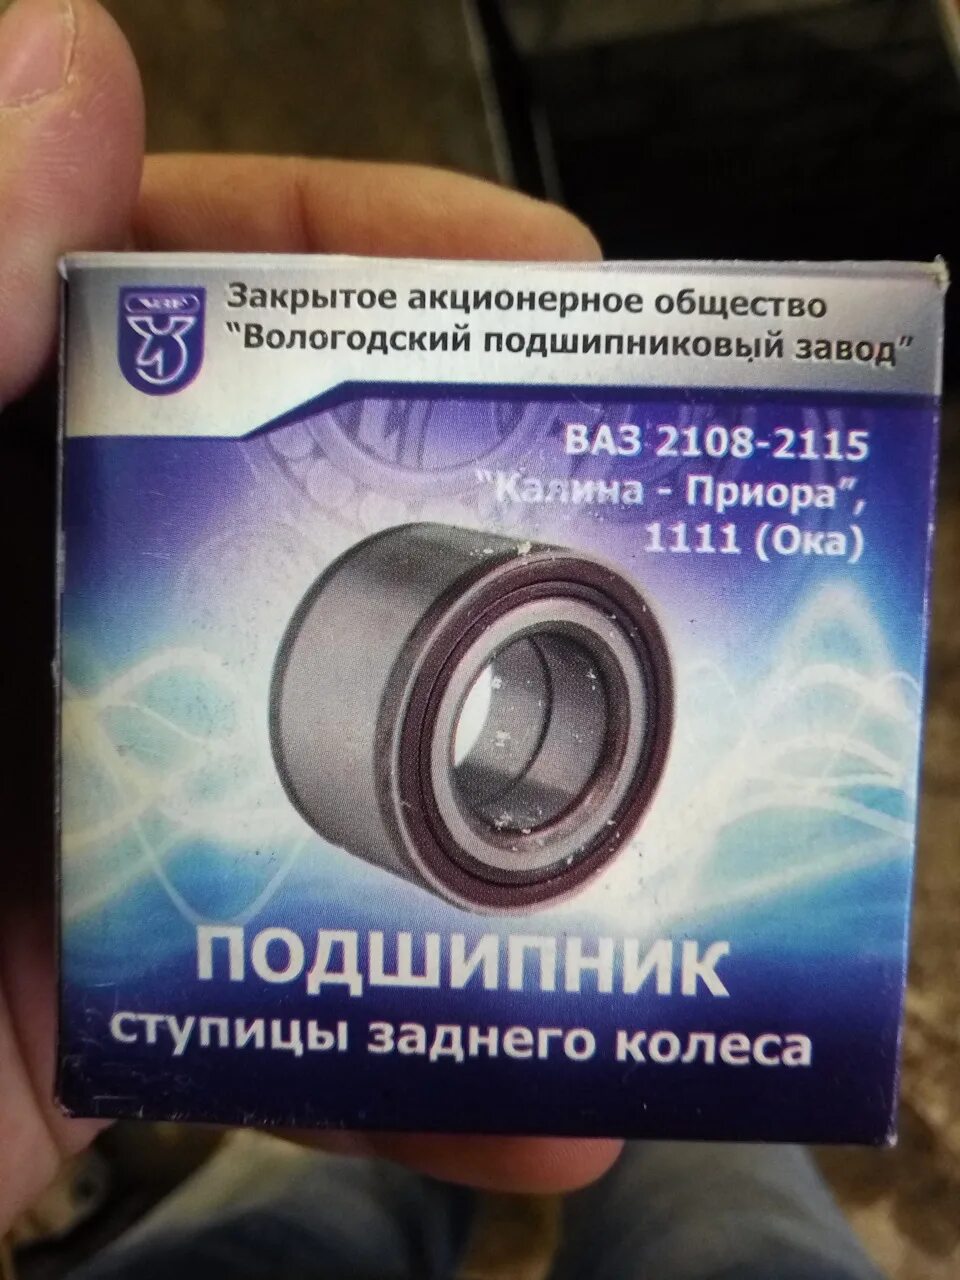 Закрытое акционерное общество
"Вологодский подшипниковый завод"
ВАЗ 2108-2115
"Калина - Приора",
1111 (Ока)
ПОДШИПНИК
ступицы заднего колеса